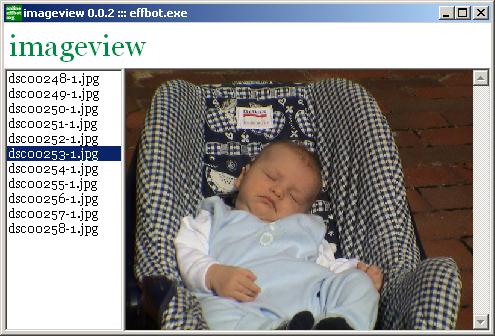 imageview 0.0.2 ::: effbot.exe
imageview
dsc00248-1.jpg
dsc00249-1.jpg
dsc00250-1.jpg
dsc00251-1.jpg
dsc00252-1.jpg
dsc00253-1.jpg
dsc00254-1.jpg
dsc00255-1.jpg
dsc00256-1.jpg
dsc00257-1.jpg
dsc00258-1.jpg